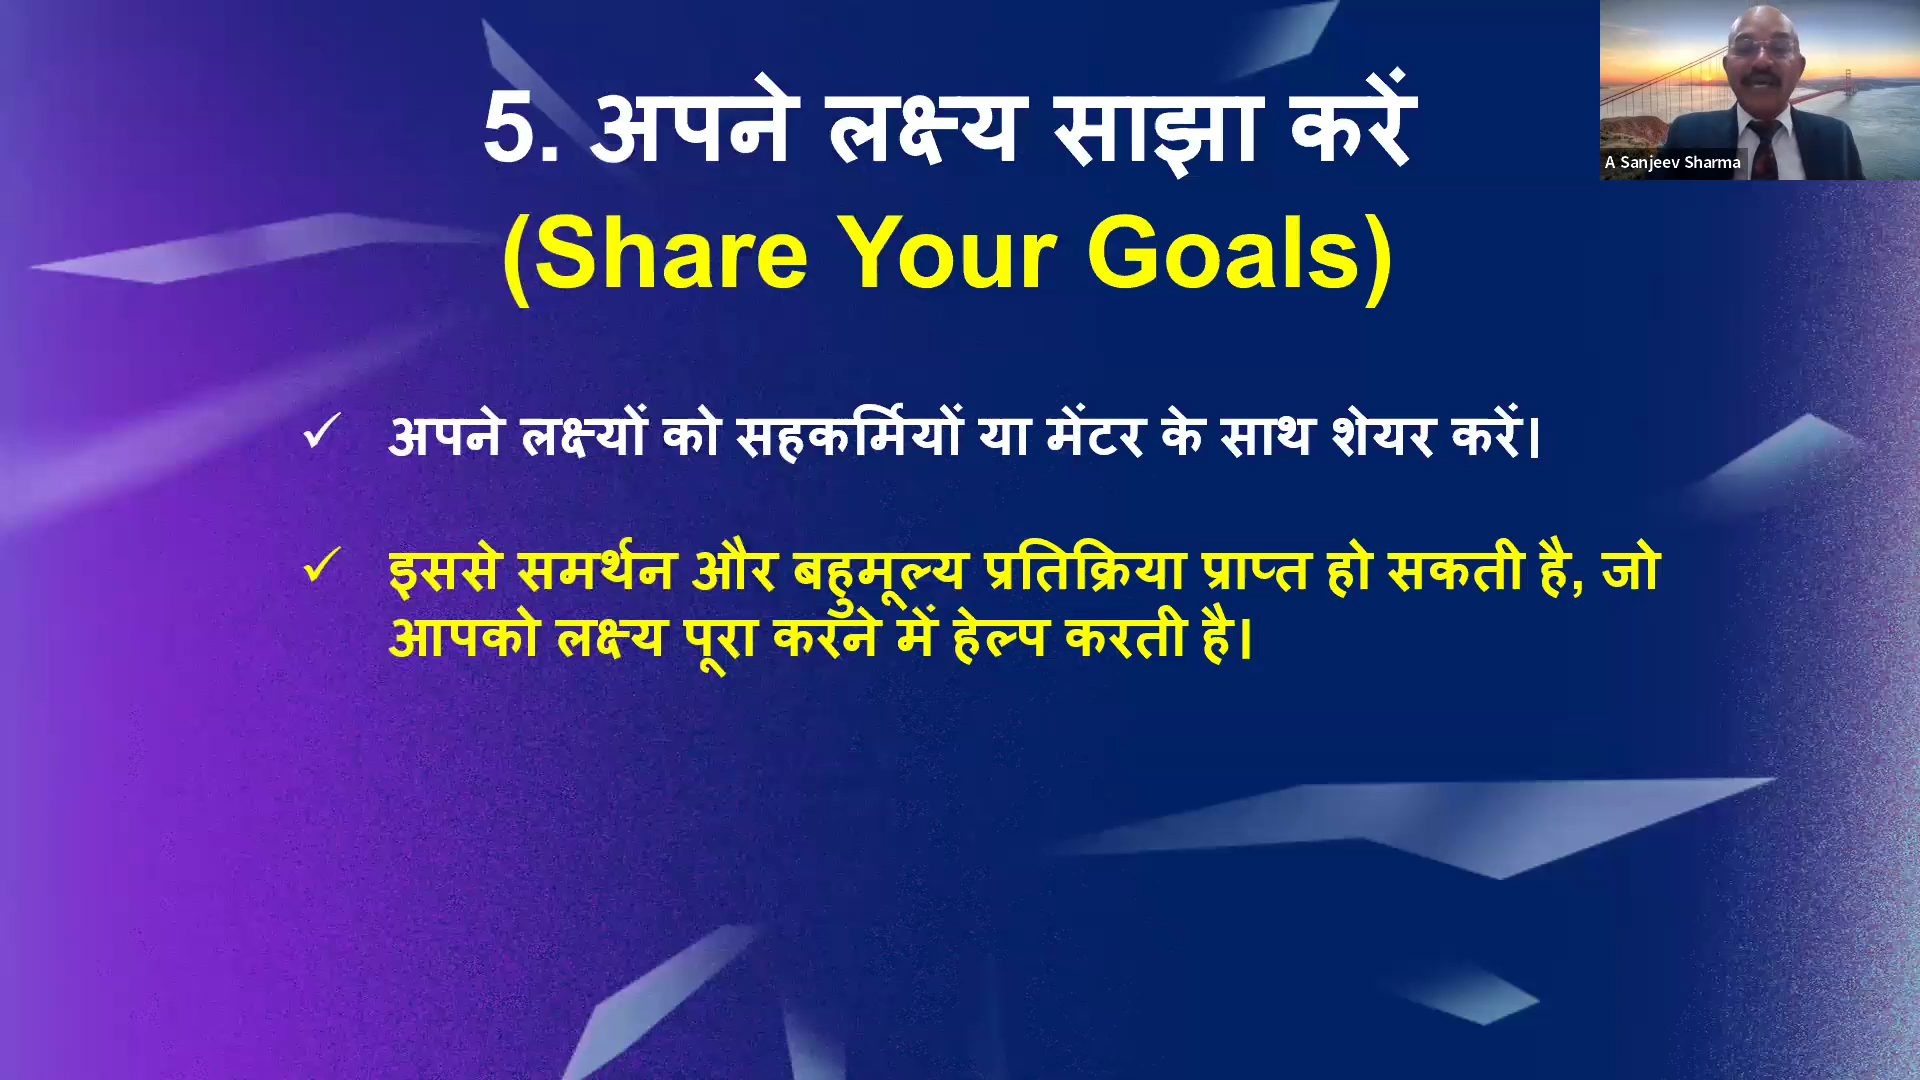 5. अपने लक्ष्य साझा करें
(Share Your Goals)
A Sanjeev Sharma
✓ अपने लक्ष्यों को सहकर्मियों या मेंटर के साथ शेयर करें।
✓ इससे समर्थन और बहुमूल्य प्रतिक्रिया प्राप्त हो सकती है, जो
आपको लक्ष्य पूरा करने में हेल्प करती है।